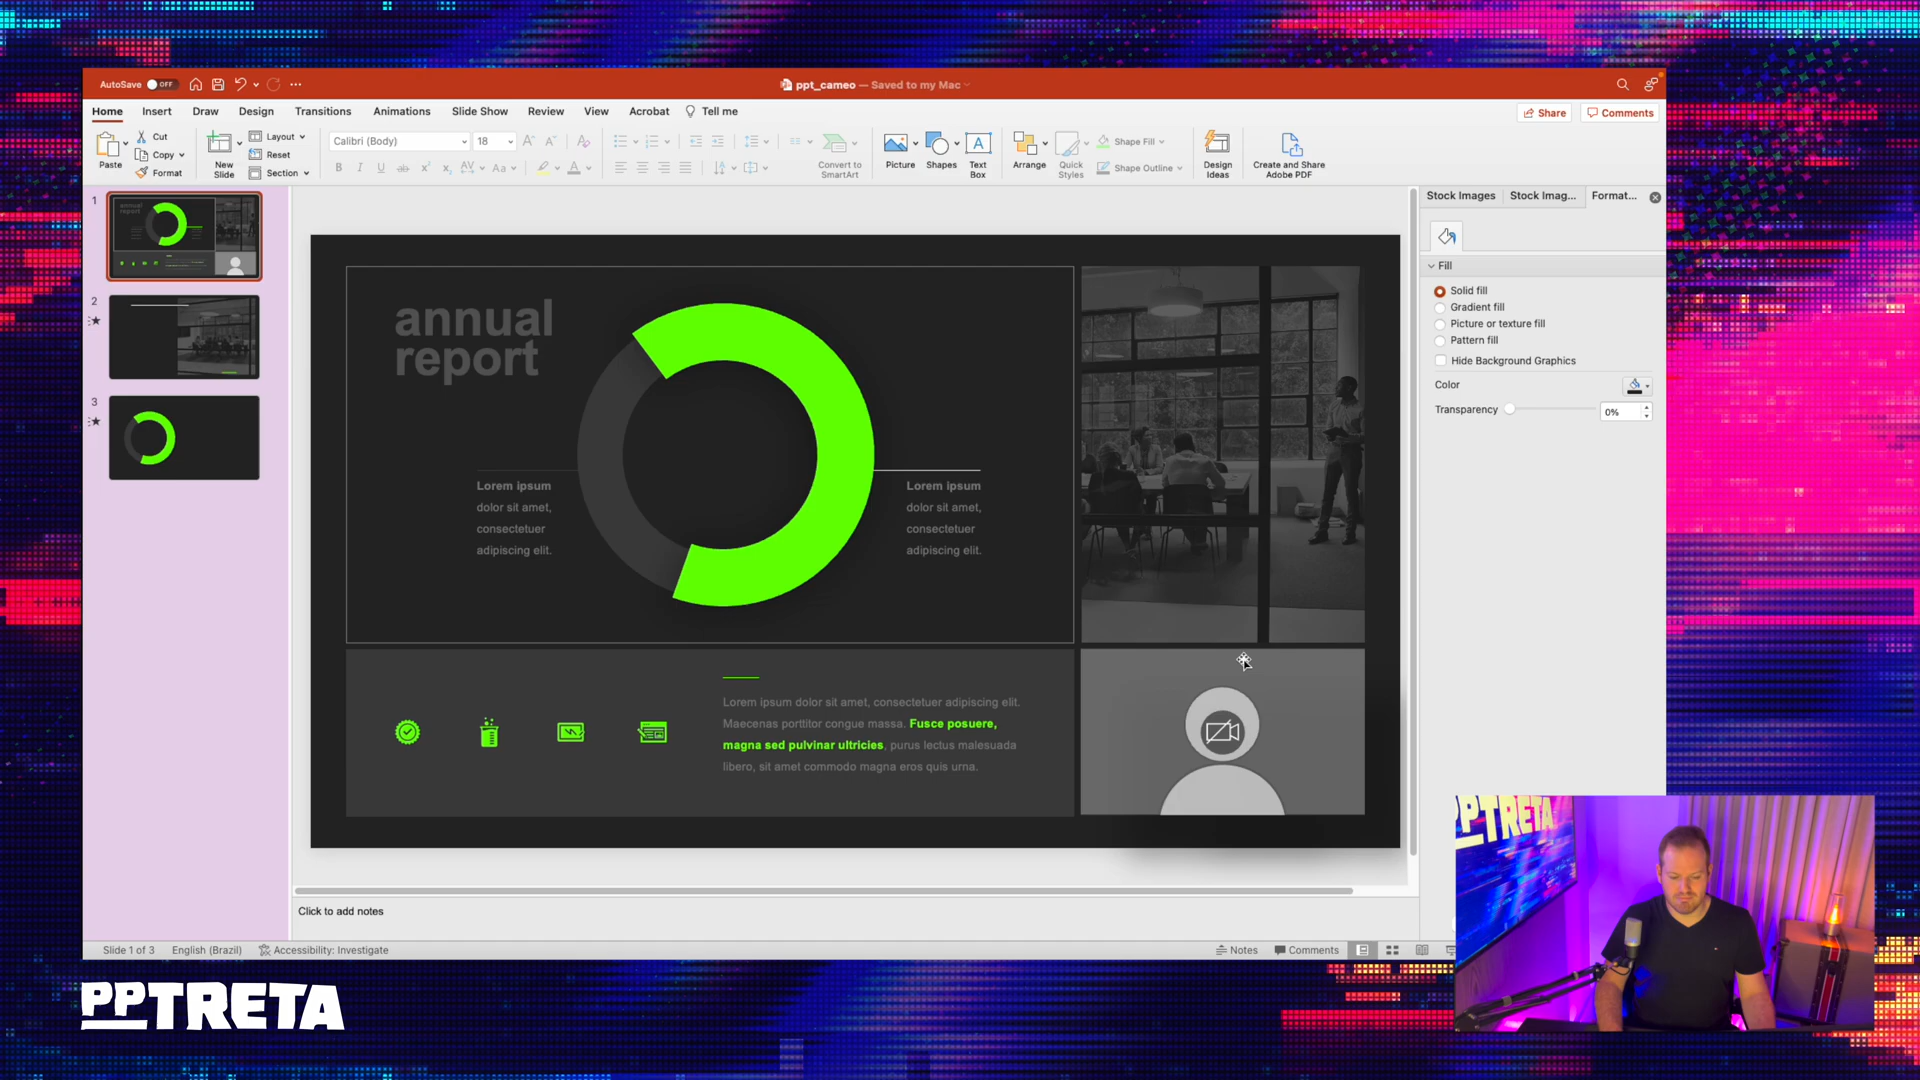 AutoSave OFF
ppt_cameo — Saved to my Mac
Home Insert Draw Design Transitions Animations Slide Show Review View Acrobat Tell me
Share Comments
Paste
Cut
Copy
Format
New Slide
Layout
Reset
Section
Calibri (Body) 18
Convert to SmartArt
Picture
Shapes
Text Box
Arrange
Quick Styles
Shape Fill
Shape Outline
Design Ideas
Create and Share Adobe PDF
1
2
3
annual
report
Lorem ipsum
dolor sit amet,
consectetuer
adipiscing elit.
Lorem ipsum
dolor sit amet,
consectetuer
adipiscing elit.
Lorem ipsum dolor sit amet, consectetuer adipiscing elit.
Maecenas porttitor congue massa. Fusce posuere,
magna sed pulvinar ultricies, purus lectus malesuada
libero, sit amet commodo magna eros quis urna.
Stock Images Stock Imag... Format...
Fill
Solid fill
Gradient fill
Picture or texture fill
Pattern fill
Hide Background Graphics
Color
Transparency 0%
Click to add notes
Slide 1 of 3 English (Brazil) Accessibility: Investigate
Notes Comments
PPTRETA
PPTRETA